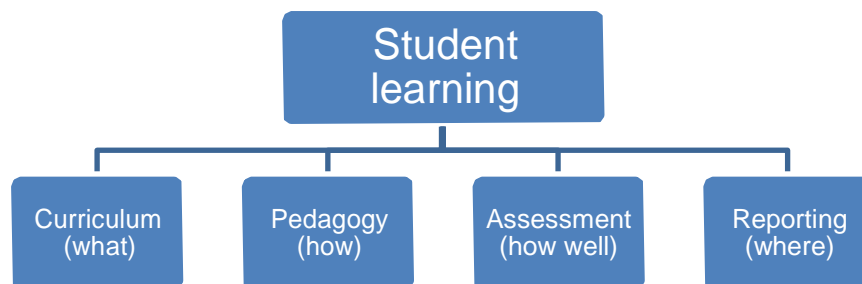 Student
learning
Curriculum
(what)
Pedagogy
(how)
Assessment
(how well)
Reporting
(where)